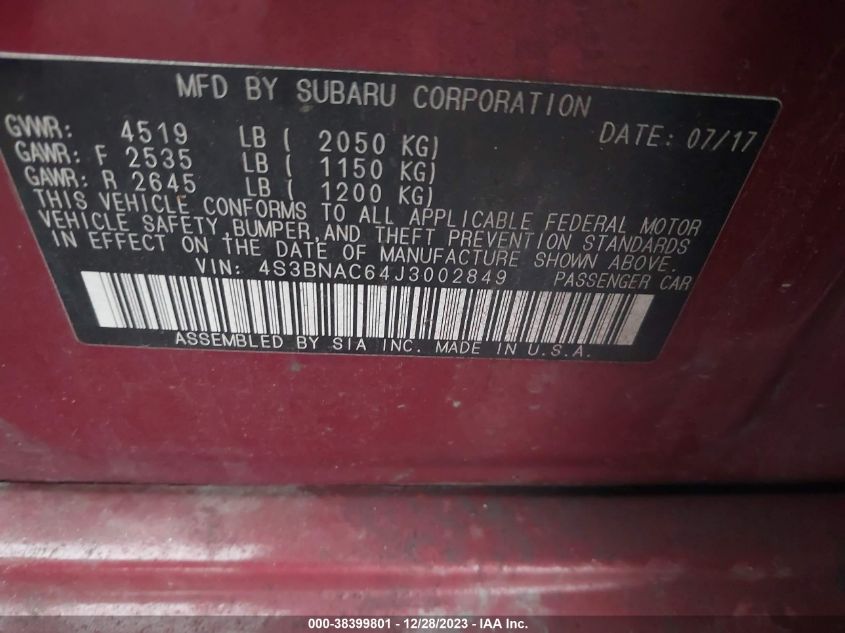 MFD BY SUBARU CORPORATION
GVWR: 4519 LB ( 2050 KG) DATE: 07/17
GAWR: F 2535 LB ( 1150 KG)
GAWR: R 2645 LB ( 1200 KG)
THIS VEHICLE CONFORMS TO ALL APPLICABLE FEDERAL MOTOR
VEHICLE SAFETY, BUMPER, AND THEFT PREVENTION STANDARDS
IN EFFECT ON THE DATE OF MANUFACTURE SHOWN ABOVE.
VIN: 4S3BNAC64J3002849 PASSENGER CAR
ASSEMBLED BY SIA INC. MADE IN U.S.A.
000-38399801 - 12/28/2023 - IAA Inc.